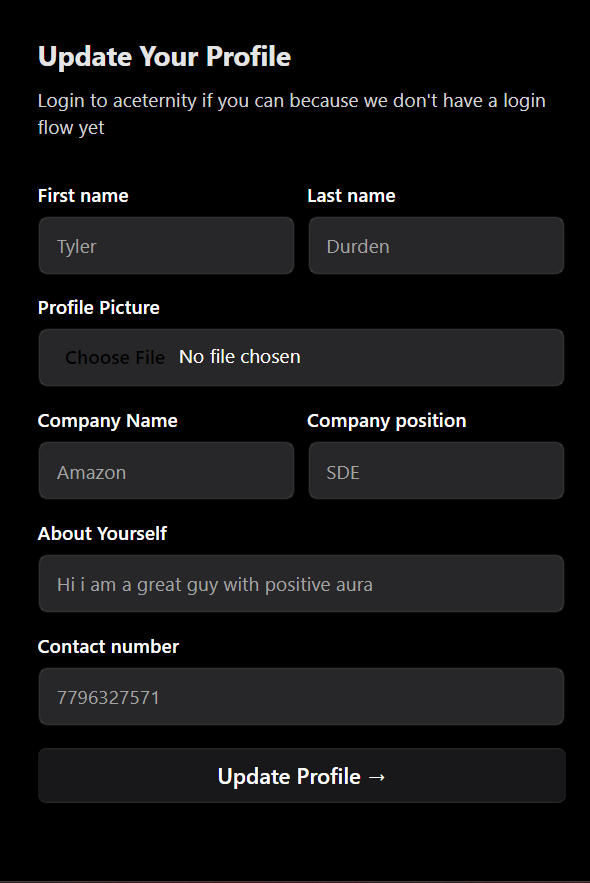 Update Your Profile
Login to aceternity if you can because we don't have a login
flow yet
First name
Last name
Tyler
Durden
Profile Picture
Choose File No file chosen
Company Name
Company position
Amazon
SDE
About Yourself
Hi i am a great guy with positive aura
Contact number
7796327571
Update Profile →